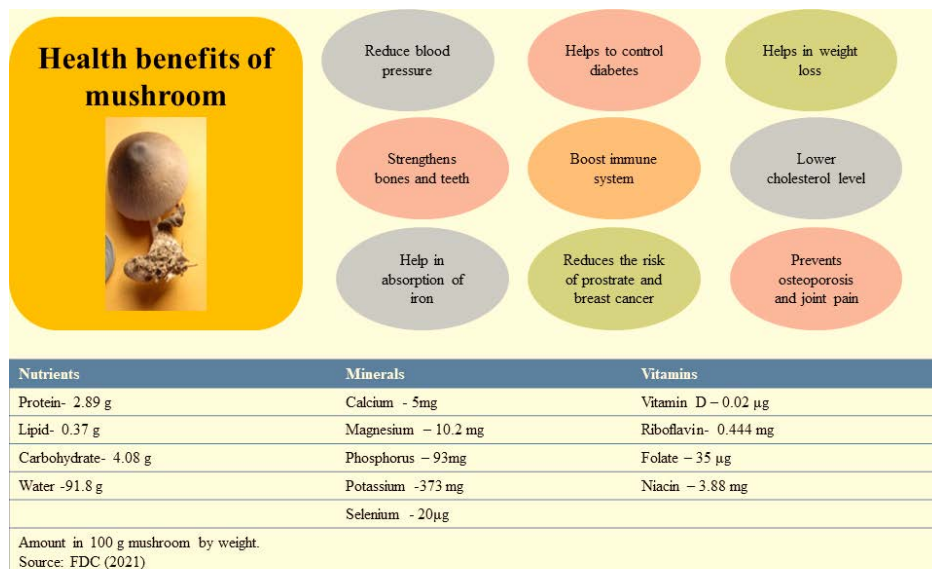 Health benefits of
mushroom
Reduce blood
pressure
Helps to control
diabetes
Helps in weight
loss
Strengthens
bones and teeth
Boost immune
system
Lower
cholesterol level
Help in
absorption of
iron
Reduces the risk
of prostrate and
breast cancer
Prevents
osteoporosis
and joint pain
Nutrients Minerals Vitamins
Protein- 2.89 g Calcium - 5mg Vitamin D – 0.02 µg
Lipid- 0.37 g Magnesium – 10.2 mg Riboflavin- 0.444 mg
Carbohydrate- 4.08 g Phosphorus – 93mg Folate – 35 µg
Water -91.8 g Potassium -373 mg Niacin – 3.88 mg
Selenium - 20µg
Amount in 100 g mushroom by weight.
Source: FDC (2021)